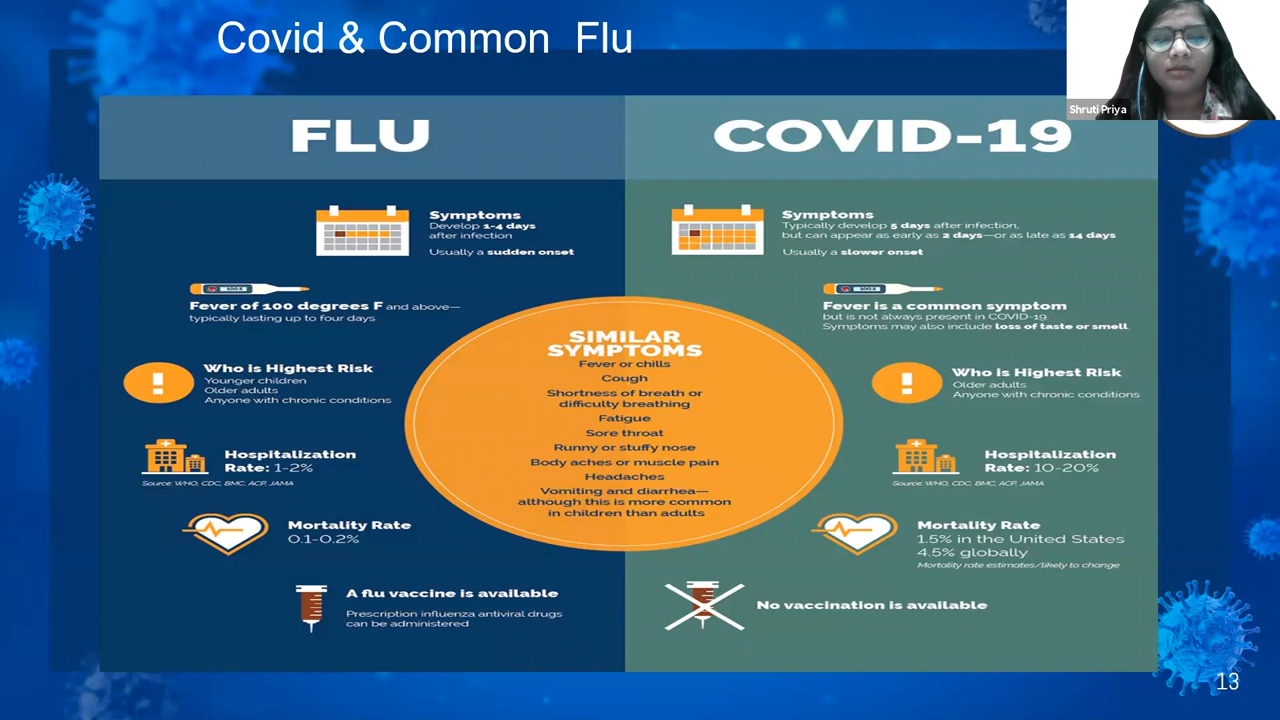 Covid & Common  Flu
Shruti Priya
FLU
Symptoms
Develop 1-4 days
after infection
Usually a sudden onset
Fever of 100 degrees F and above—
typically lasting up to four days
Who is Highest Risk
Younger children
Older adults
Anyone with chronic conditions
Hospitalization
Rate: 1-2%
Source: WHO, CDC, BMC, ACP, JAMA
Mortality Rate
0.1-0.2%
A flu vaccine is available
Prescription influenza antiviral drugs
can be administered
SIMILAR
SYMPTOMS
Fever or chills
Cough
Shortness of breath or
difficulty breathing
Fatigue
Sore throat
Runny or stuffy nose
Body aches or muscle pain
Headaches
Vomiting and diarrhea—
although this is more common
in children than adults
COVID-19
Symptoms
Typically develop 5 days after infection,
but can appear as early as 2 days—or as late as 14 days
Usually a slower onset
Fever is a common symptom
but is not always present in COVID-19.
Symptoms may also include loss of taste or smell.
Who is Highest Risk
Older adults
Anyone with chronic conditions
Hospitalization
Rate: 10-20%
Source: WHO, CDC, BMC, ACP, JAMA
Mortality Rate
1.5% in the United States
4.5% globally
Mortality rate estimates/likely to change
No vaccination is available
13